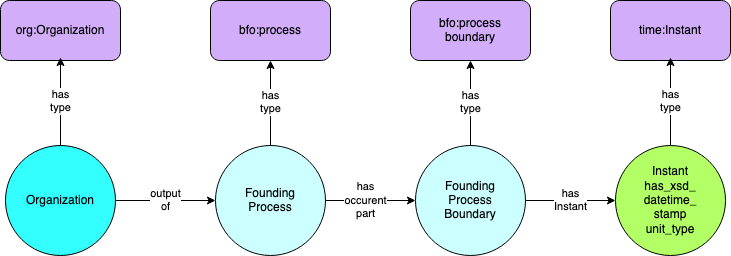 org:Organization
bfo:process
bfo:process
boundary
time:Instant
has
type
has
type
has
type
has
type
Organization
output
of
Founding
Process
has
occurent
part
Founding
Process
Boundary
has
Instant
Instant
has_xsd_
datetime_
stamp
unit_type